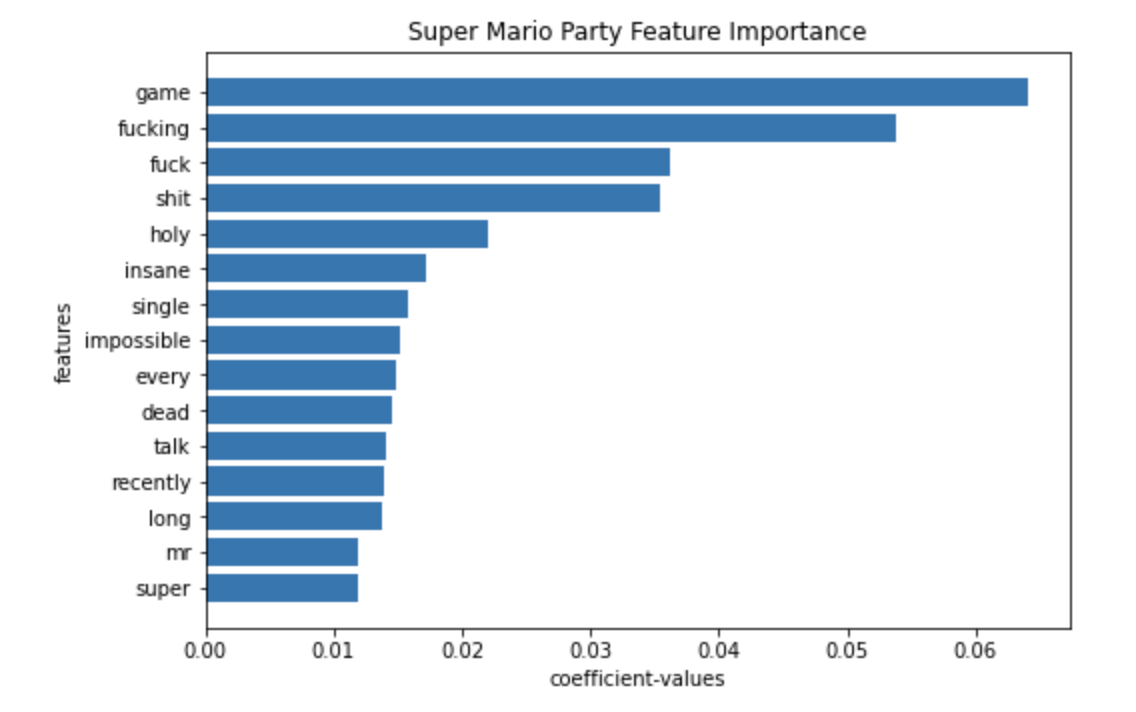 Super Mario Party Feature Importance
game
fucking
fuck
shit
holy
insane
single
impossible
every
dead
talk
recently
long
mr
super
features
0.00 0.01 0.02 0.03 0.04 0.05 0.06
coefficient-values